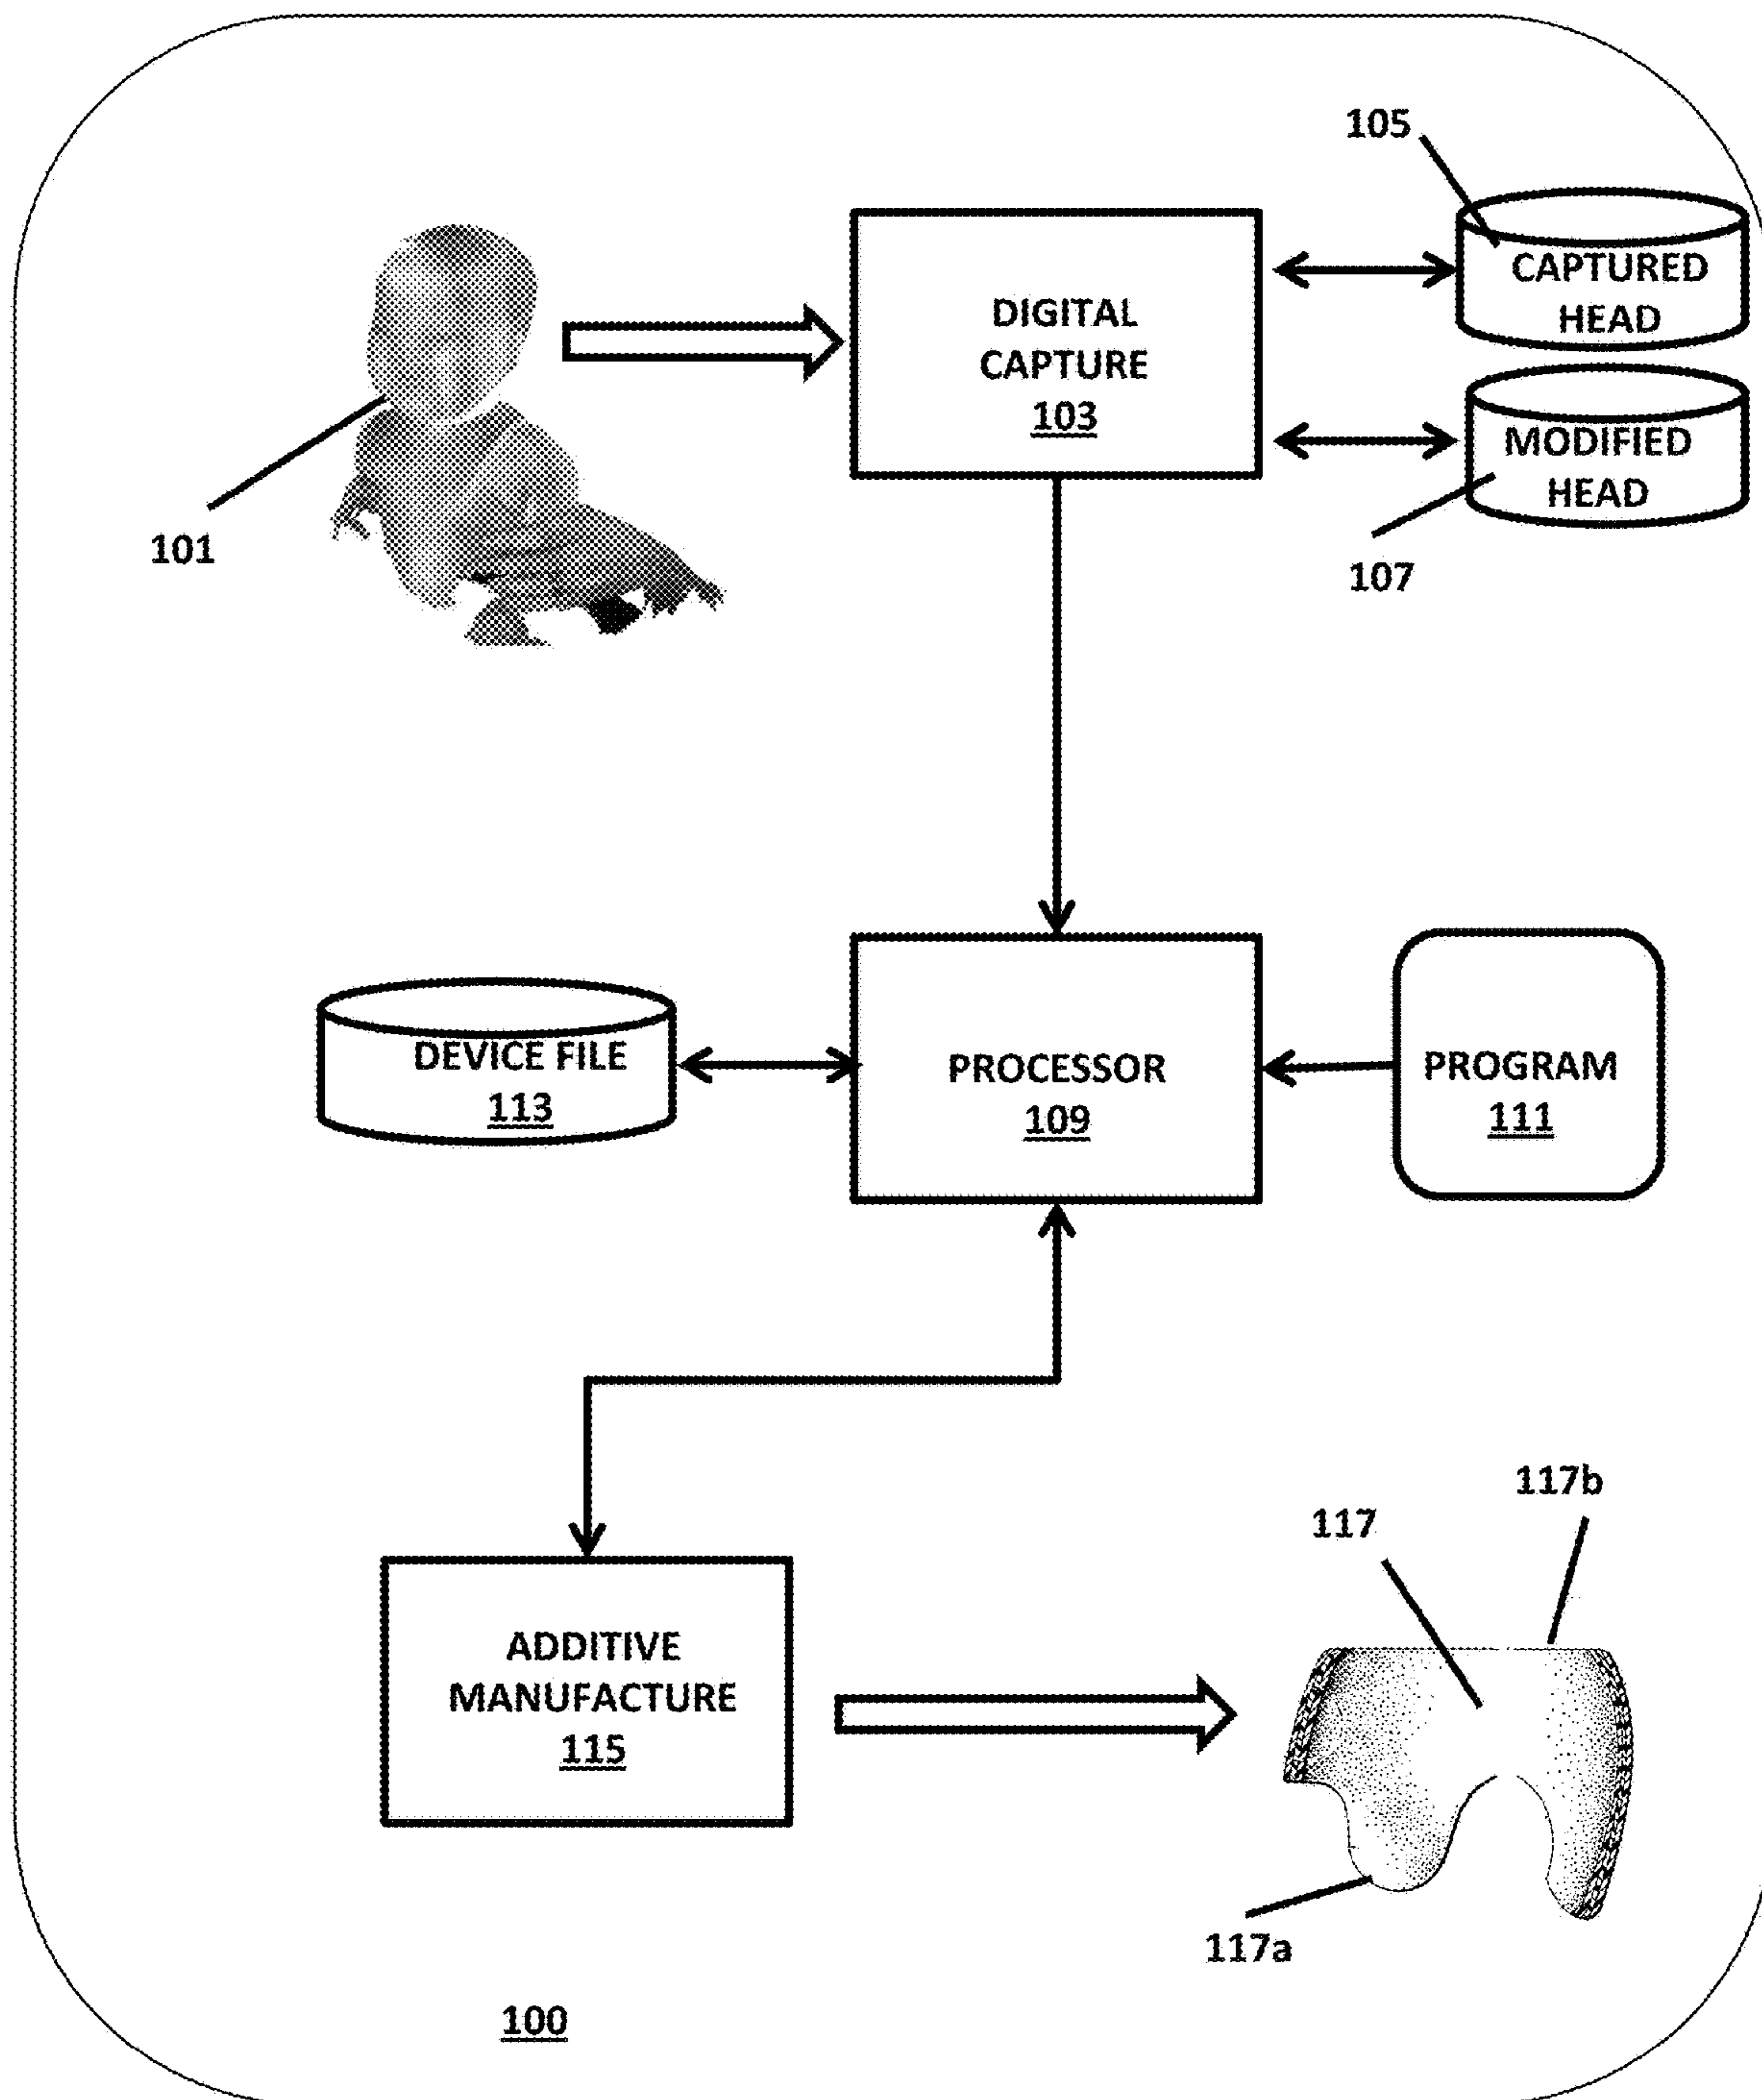 105
DIGITAL
CAPTURE
103
CAPTURED
HEAD
MODIFIED
HEAD
101
107
DEVICE FILE
113
PROCESSOR
109
PROGRAM
111
117b
117
ADDITIVE
MANUFACTURE
115
117a
100